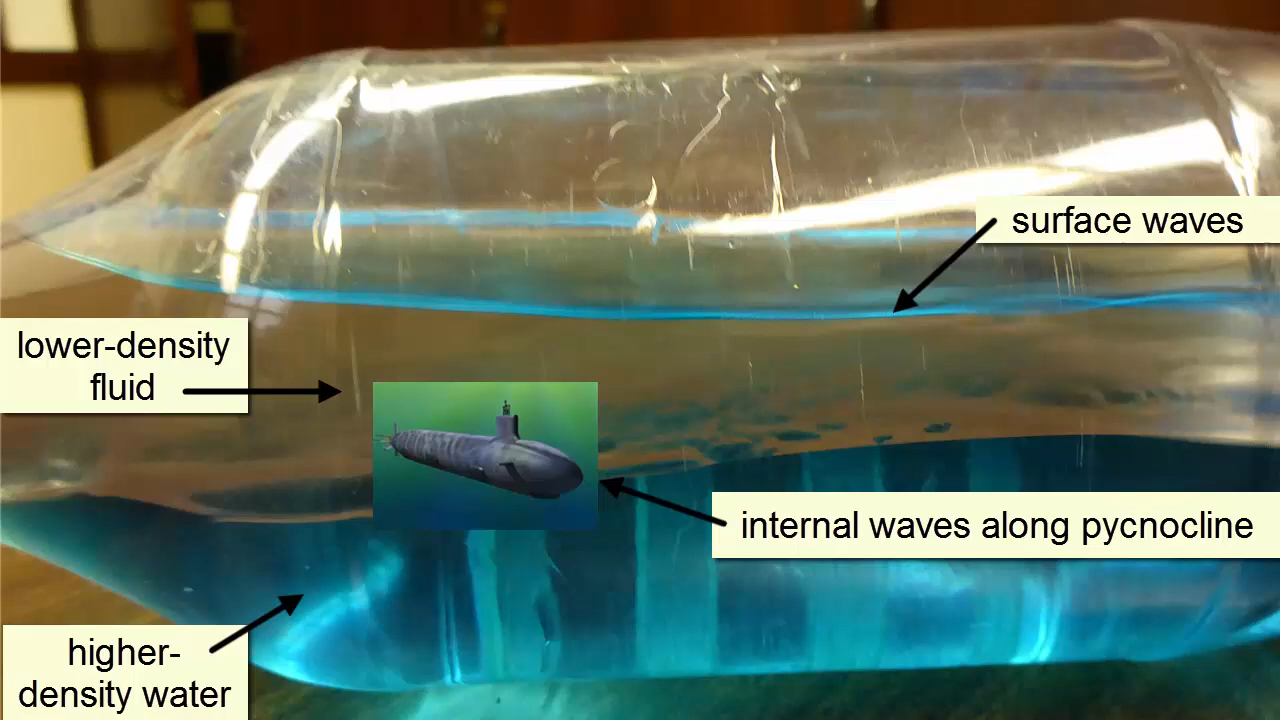 surface waves
lower-density
fluid
internal waves along pycnocline
higher-
density water